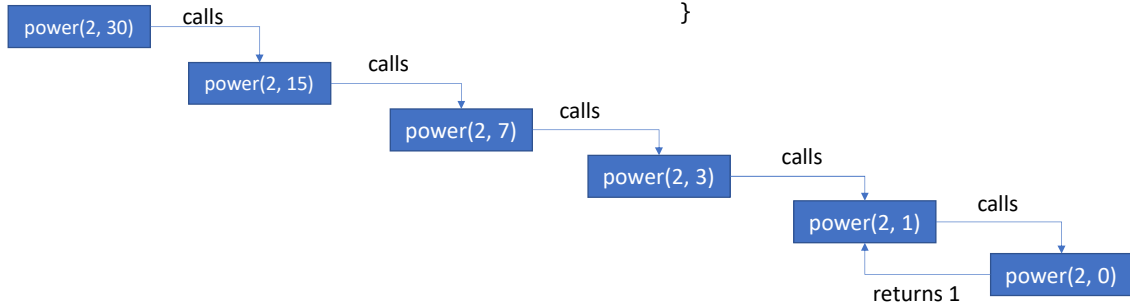 }
power(2, 30)
calls
power(2, 15)
calls
power(2, 7)
calls
power(2, 3)
calls
power(2, 1)
calls
power(2, 0)
returns 1